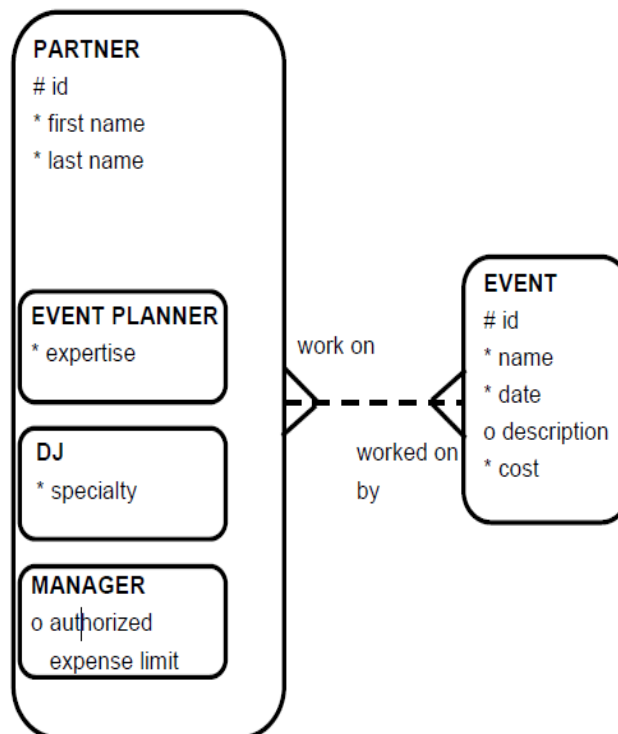 PARTNER
# id
* first name
* last name
EVENT PLANNER
* expertise
DJ
* specialty
MANAGER
o authorized
expense limit
work on
worked on
by
EVENT
# id
* name
* date
o description
* cost